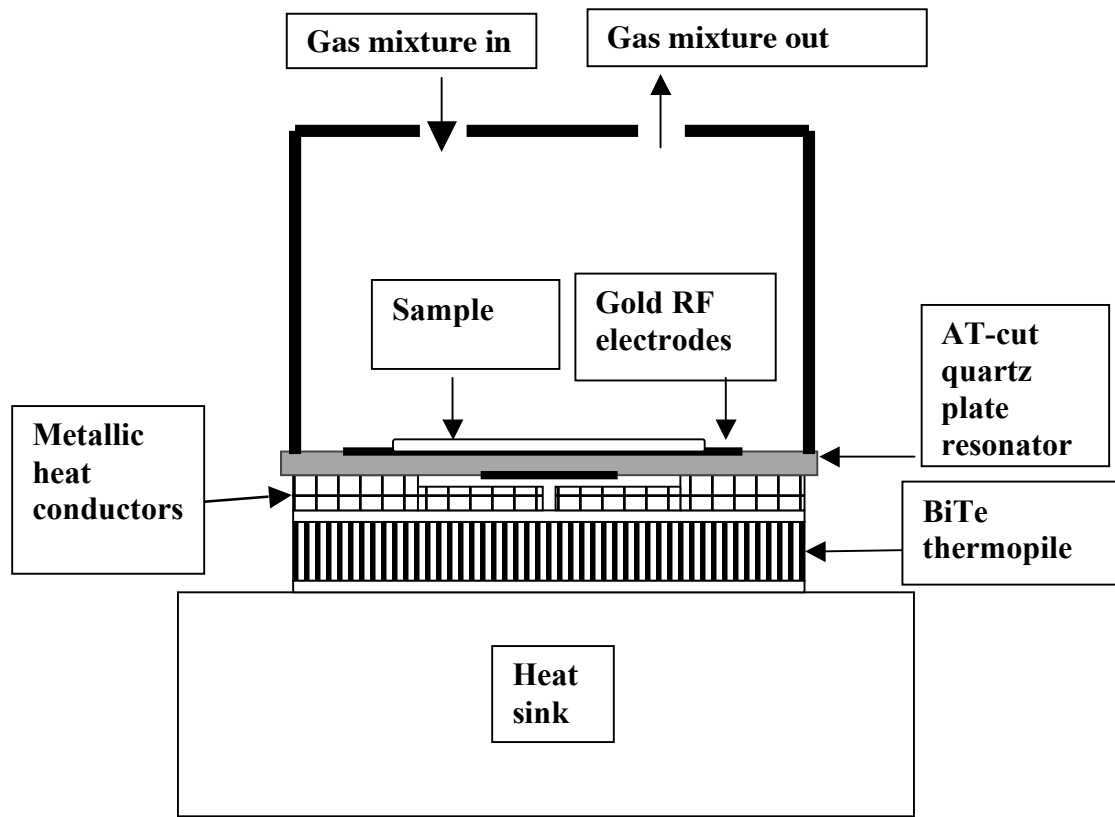 Gas mixture in
Gas mixture out
Sample
Gold RF
electrodes
AT-cut
quartz
plate
resonator
Metallic
heat
conductors
BiTe
thermopile
Heat
sink